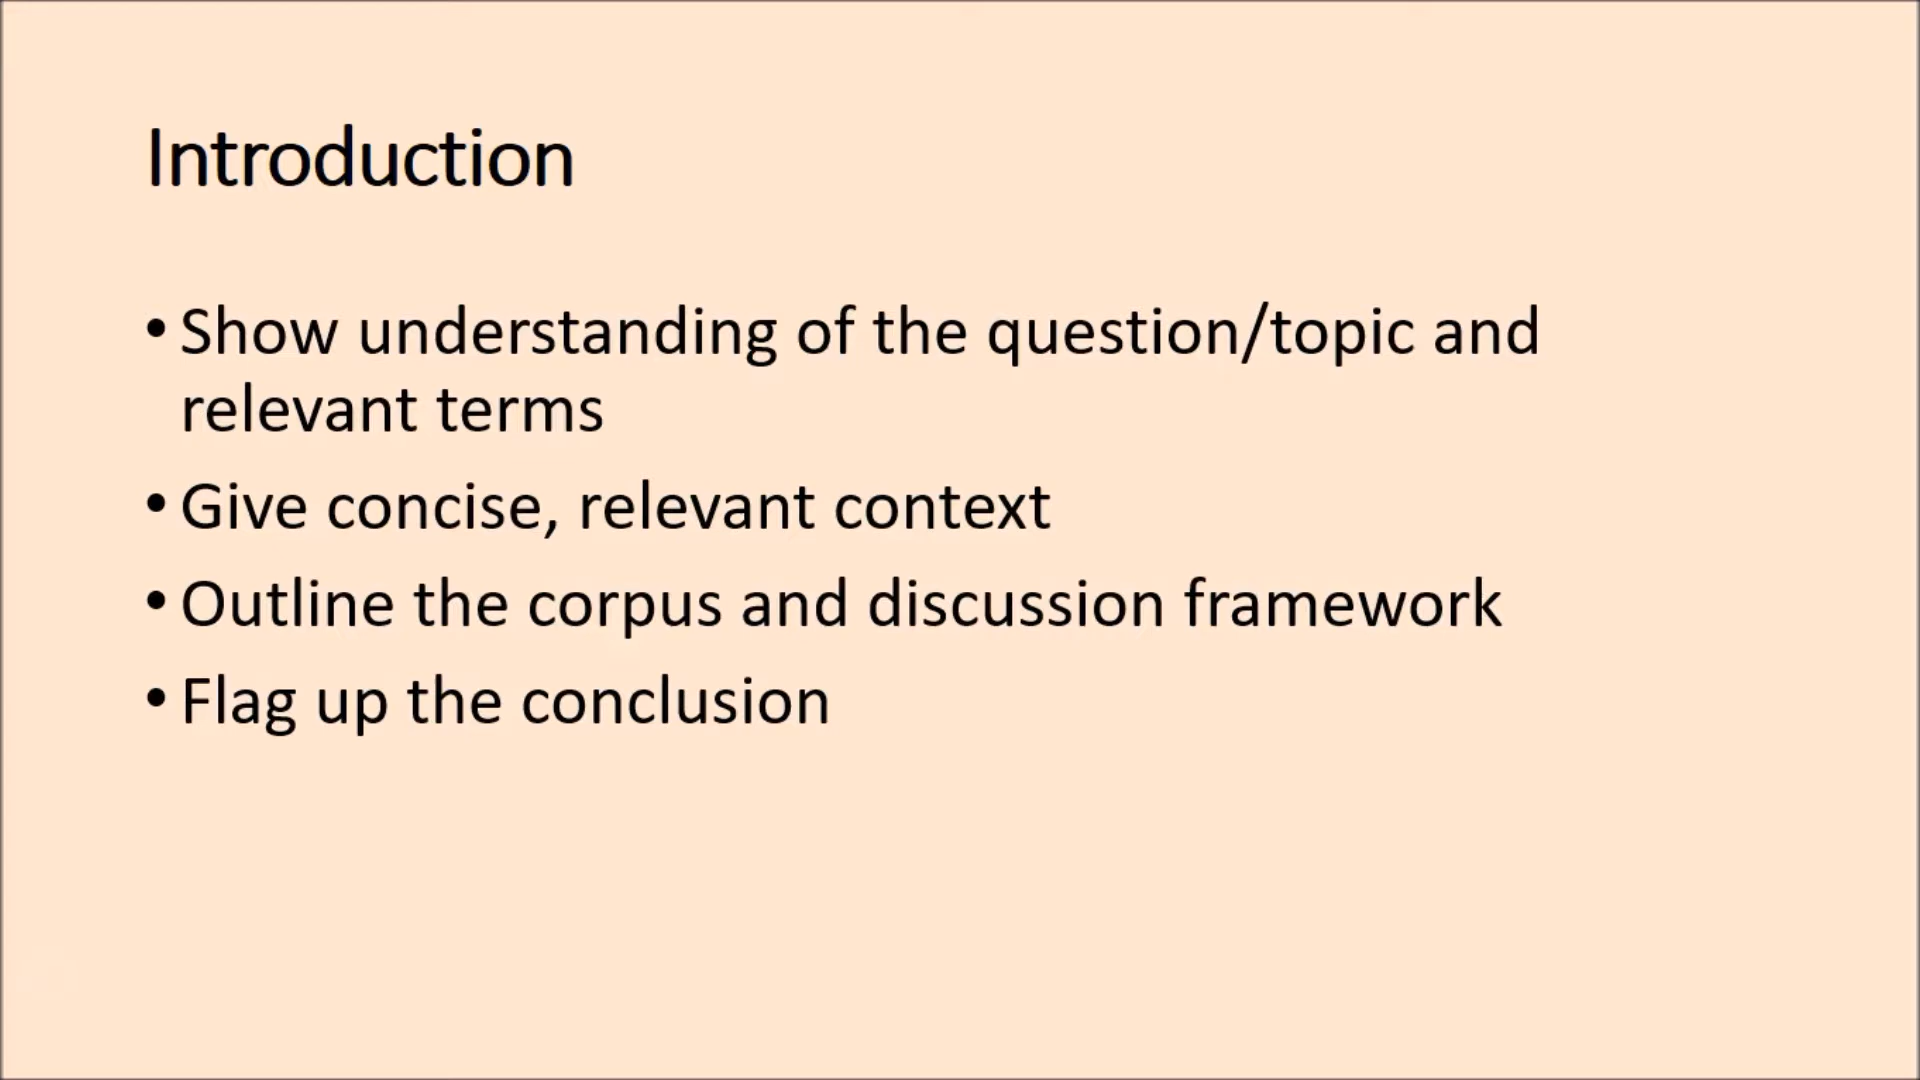 Introduction
• Show understanding of the question/topic and
relevant terms
• Give concise, relevant context
• Outline the corpus and discussion framework
• Flag up the conclusion